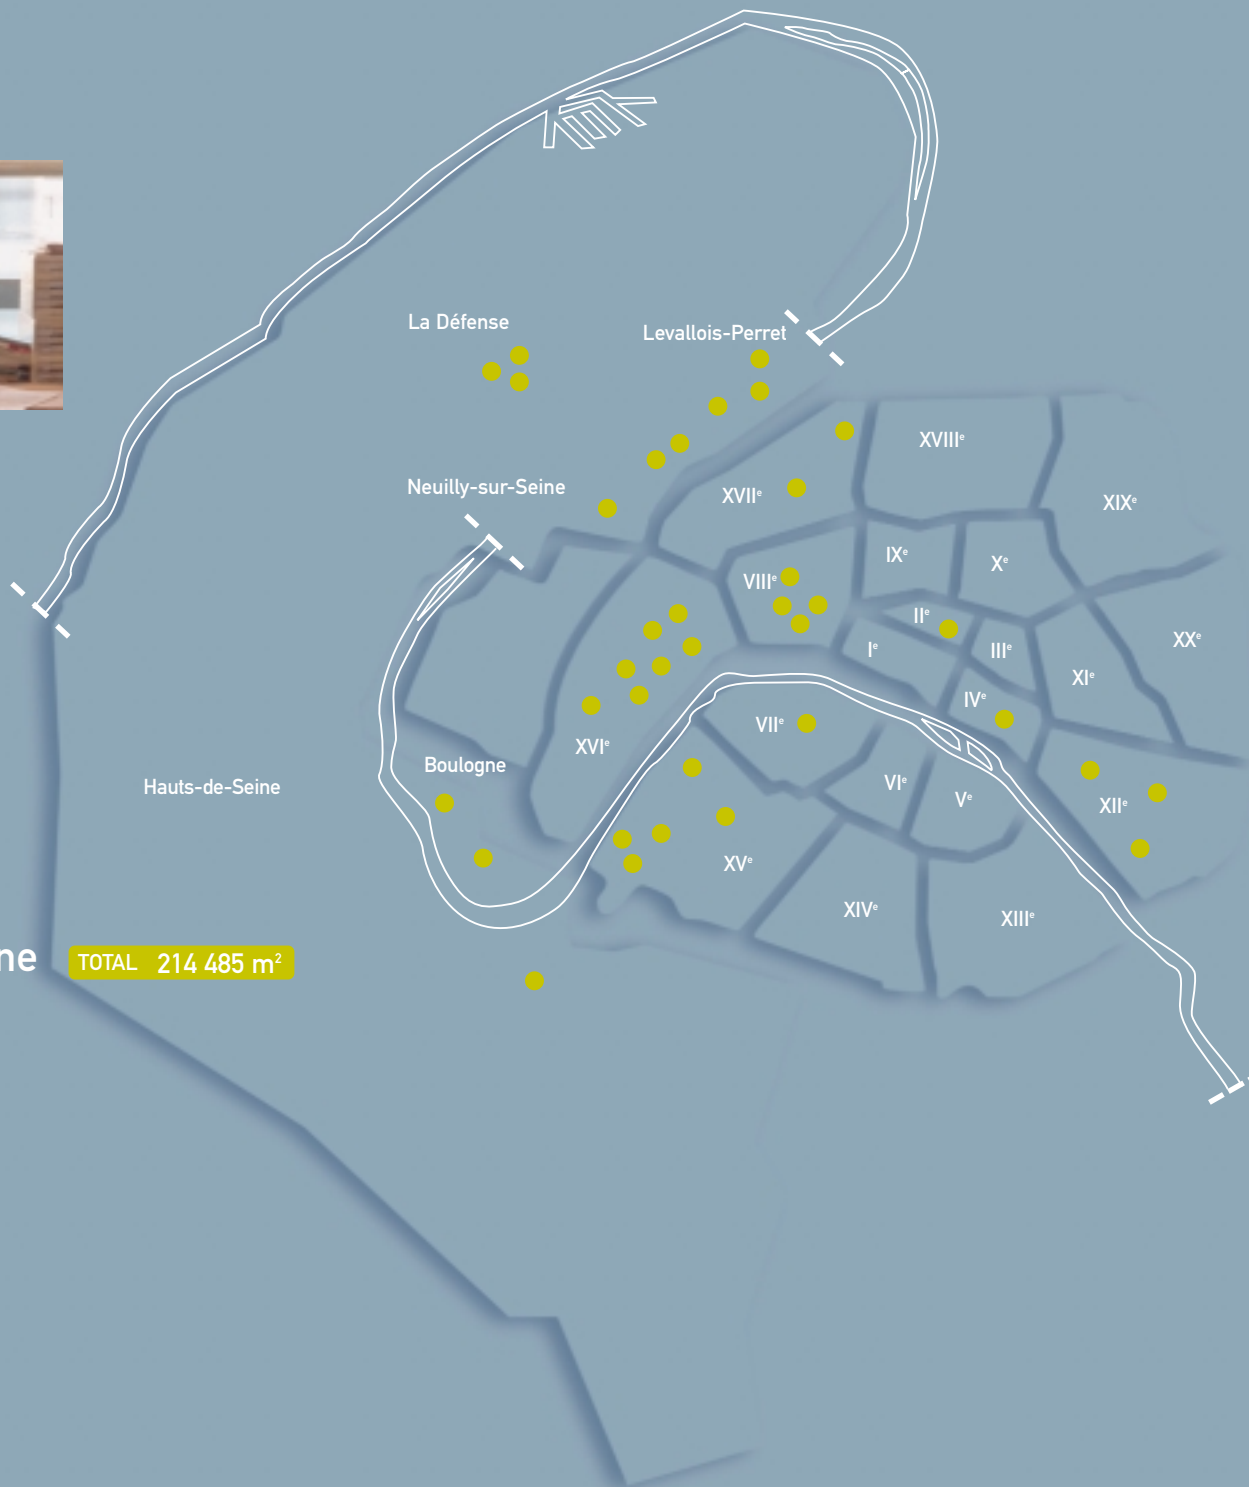 La Défense
Levallois-Perret
XVIIIe
Neuilly-sur-Seine
XVIIe
XIXe
IXe
Xe
VIIIe
IIe
Ie
IIIe
XXe
XIe
IVe
XVIe
VIIe
Boulogne
Hauts-de-Seine
VIe
Ve
XIIe
XVe
XIVe
XIIIe
ne
TOTAL 214 485 m²